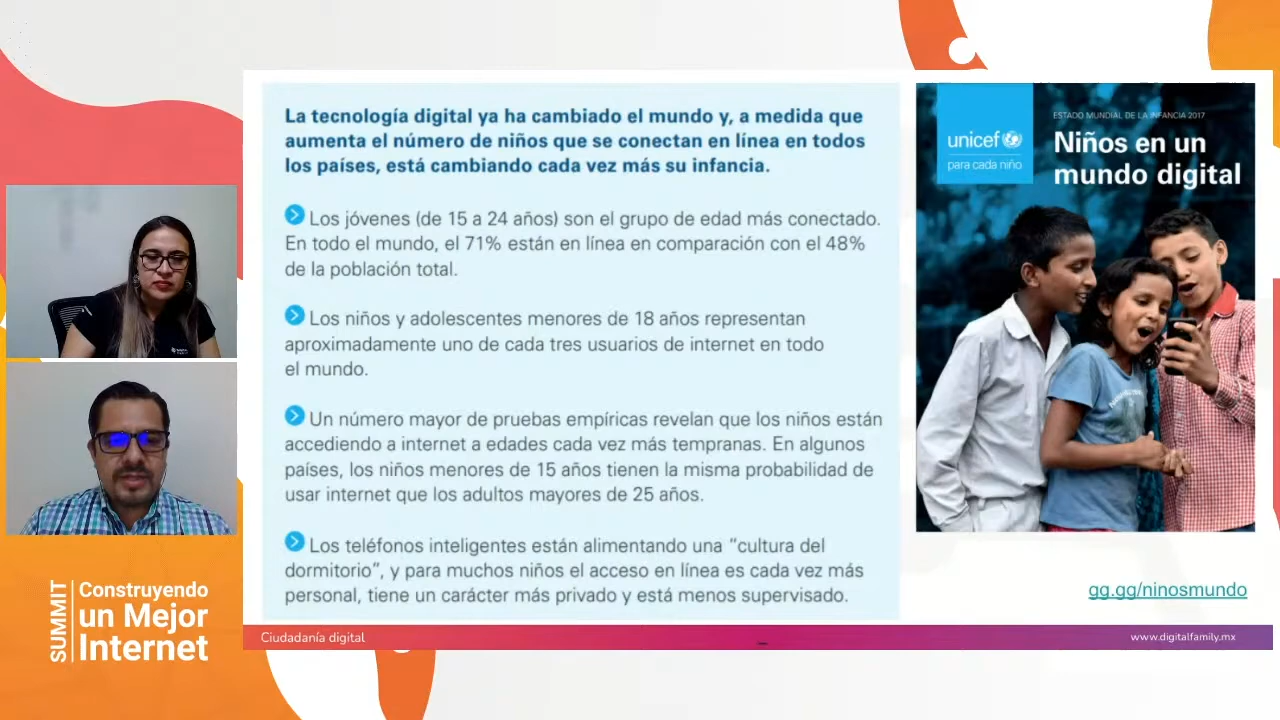 La tecnología digital ya ha cambiado el mundo y, a medida que
aumenta el número de niños que se conectan en línea en todos
los países, está cambiando cada vez más su infancia.
Los jóvenes (de 15 a 24 años) son el grupo de edad más conectado.
En todo el mundo, el 71% están en línea en comparación con el 48%
de la población total.
Los niños y adolescentes menores de 18 años representan
aproximadamente uno de cada tres usuarios de internet en todo
el mundo.
Un número mayor de pruebas empíricas revelan que los niños están
accediendo a internet a edades cada vez más tempranas. En algunos
países, los niños menores de 15 años tienen la misma probabilidad de
usar internet que los adultos mayores de 25 años.
Los teléfonos inteligentes están alimentando una “cultura del
dormitorio”, y para muchos niños el acceso en línea es cada vez más
personal, tiene un carácter más privado y está menos supervisado.
unicef
para cada niño
ESTADO MUNDIAL DE LA INFANCIA 2017
Niños en un
mundo digital
gg.gg/ninosmundo
Ciudadanía digital
www.digitalfamily.mx
SUMMIT
Construyendo
un Mejor
Internet